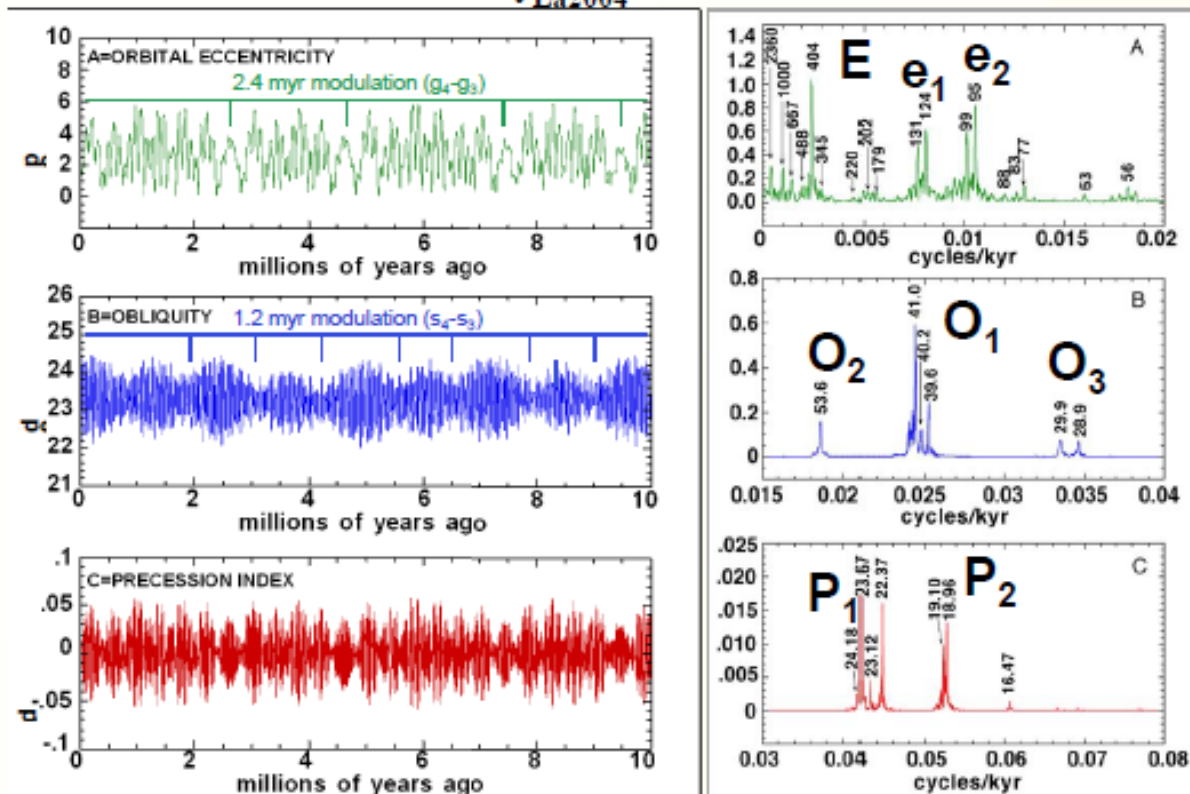 A=ORBITAL ECCENTRICITY
2.4 myr modulation (g4-g3)
10
8
6
4
2
0
0 2 4 6 8 10
millions of years ago
B=OBLIQUITY
1.2 myr modulation (s4-s3)
26
25
24
23
22
21
0 2 4 6 8 10
millions of years ago
C=PRECESSION INDEX
.1
.05
0
.05
-.1
0 2 4 6 8 10
millions of years ago
A
E
e1
e2
1.4
1.2
1.0
0.8
0.6
0.4
0.2
0.0
2360
1000
667
488
404
345
220
202
179
131
124
99
95
88
83
77
63
56
0 0.005 0.01 0.015 0.02
cycles/kyr
B
O2
O1
O3
0.8
0.6
0.4
0.2
0
53.6
41.0
40.2
39.6
29.9
28.9
0.015 0.02 0.025 0.03 0.035 0.04
cycles/kyr
C
P1
P2
.025
.020
.015
.010
.005
0
24.18
23.67
23.12
22.37
19.10
18.96
16.47
0.03 0.04 0.05 0.06 0.07 0.08
cycles/kyr